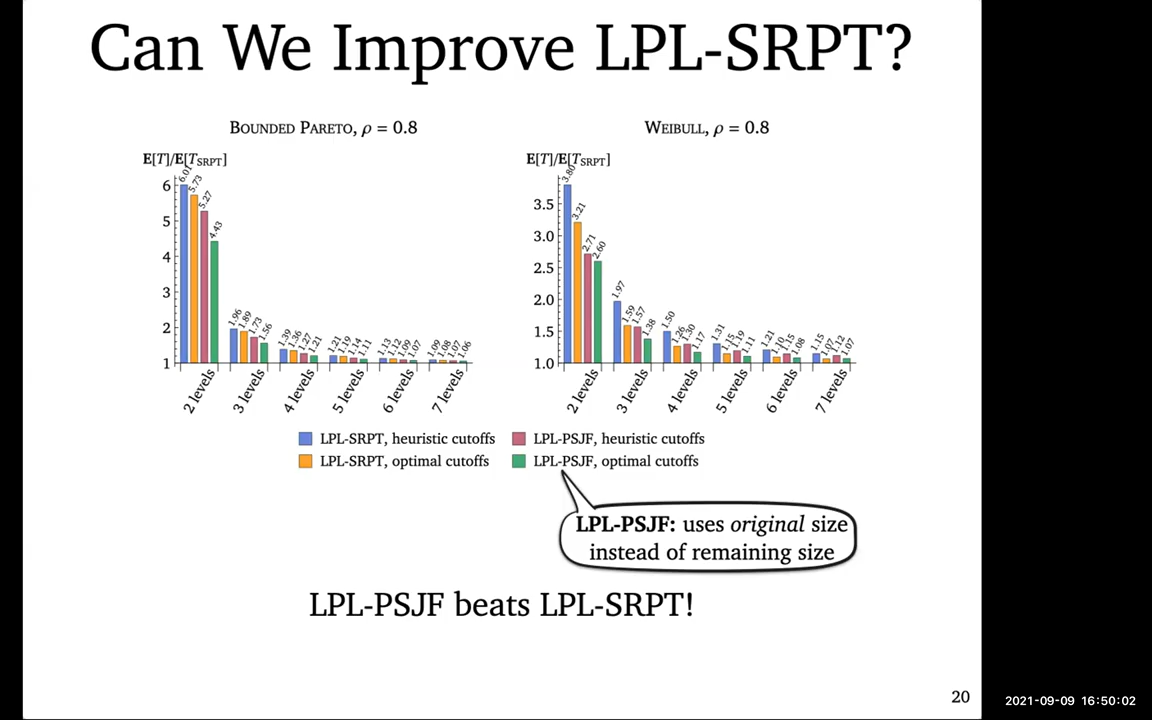 Can We Improve LPL-SRPT?
BOUNDED PARETO, ρ = 0.8
E[T]/E[T_SRPT]
6
5
4
3
2
1
6.01
5.73
5.27
4.43
1.96
1.89
1.73
1.56
1.39
1.36
1.27
1.21
1.21
1.19
1.14
1.11
1.13
1.12
1.09
1.07
1.09
1.08
1.07
1.06
2 levels
3 levels
4 levels
5 levels
6 levels
7 levels
WEIBULL, ρ = 0.8
E[T]/E[T_SRPT]
3.5
3.0
2.5
2.0
1.5
1.0
3.80
3.21
2.71
2.60
1.97
1.59
1.57
1.38
1.50
1.26
1.30
1.17
1.31
1.15
1.19
1.11
1.21
1.10
1.15
1.08
1.15
1.07
1.12
1.07
2 levels
3 levels
4 levels
5 levels
6 levels
7 levels
LPL-SRPT, heuristic cutoffs
LPL-PSJF, heuristic cutoffs
LPL-SRPT, optimal cutoffs
LPL-PSJF, optimal cutoffs
LPL-PSJF: uses original size
instead of remaining size
LPL-PSJF beats LPL-SRPT!
20
2021-09-09 16:50:02